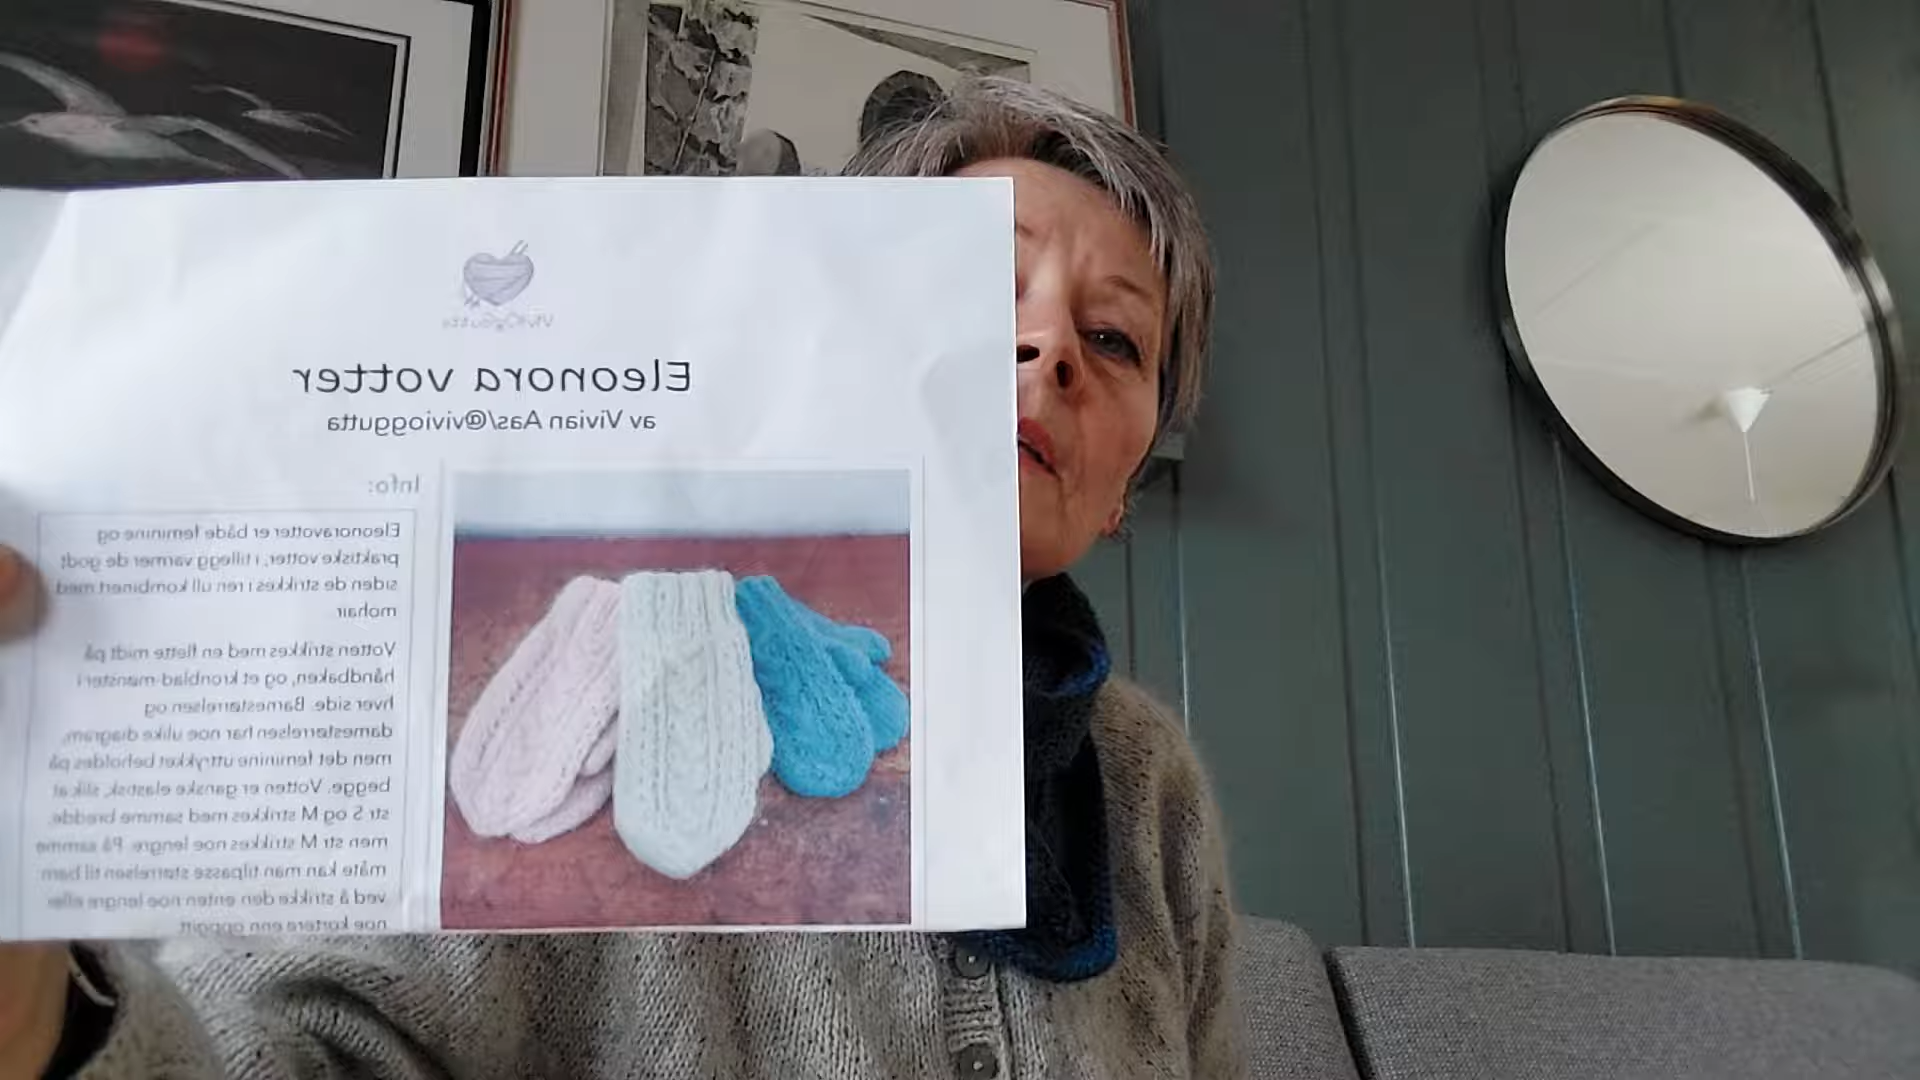 ViviOgGutta
Eleonora votter
av Vivian Aas/@vivioggutta
Info:
Eleonoravotter er både feminine og
praktiske votter, i tillegg varmer de godt
siden de strikkes i ren ull kombinert med
mohair
Votten strikkes med en flette midt på
håndbaken, og et kronblad-mønster i
hver side. Barnestørrelsen og
damestørrelsen har noe ulike diagram,
men det feminine uttrykket beholdes på
begge. Votten er ganske elastisk, slik at
str S og M strikkes med samme bredde,
men str M strikkes noe lengre. På samme
måte kan man tilpasse størrelsen til barn
ved å strikke den enten noe lengre eller
noe kortere enn oppgitt